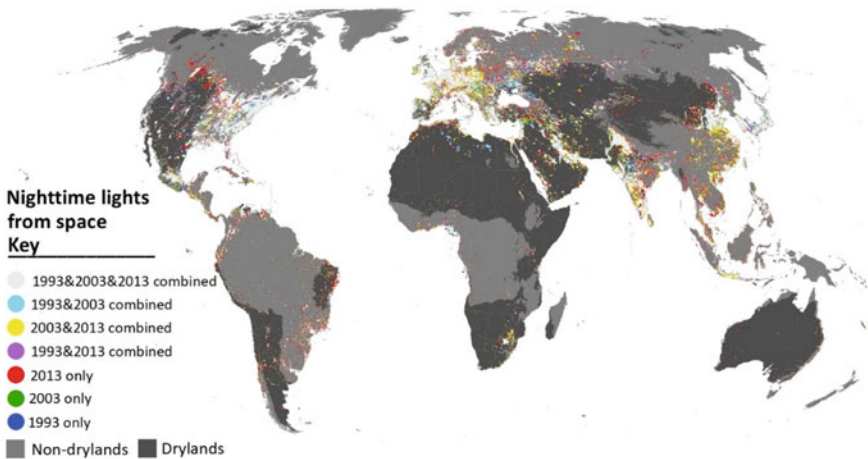 Nighttime lights
from space
Key
1993&2003&2013 combined
1993&2003 combined
2003&2013 combined
1993&2013 combined
2013 only
2003 only
1993 only
Non-drylands Drylands